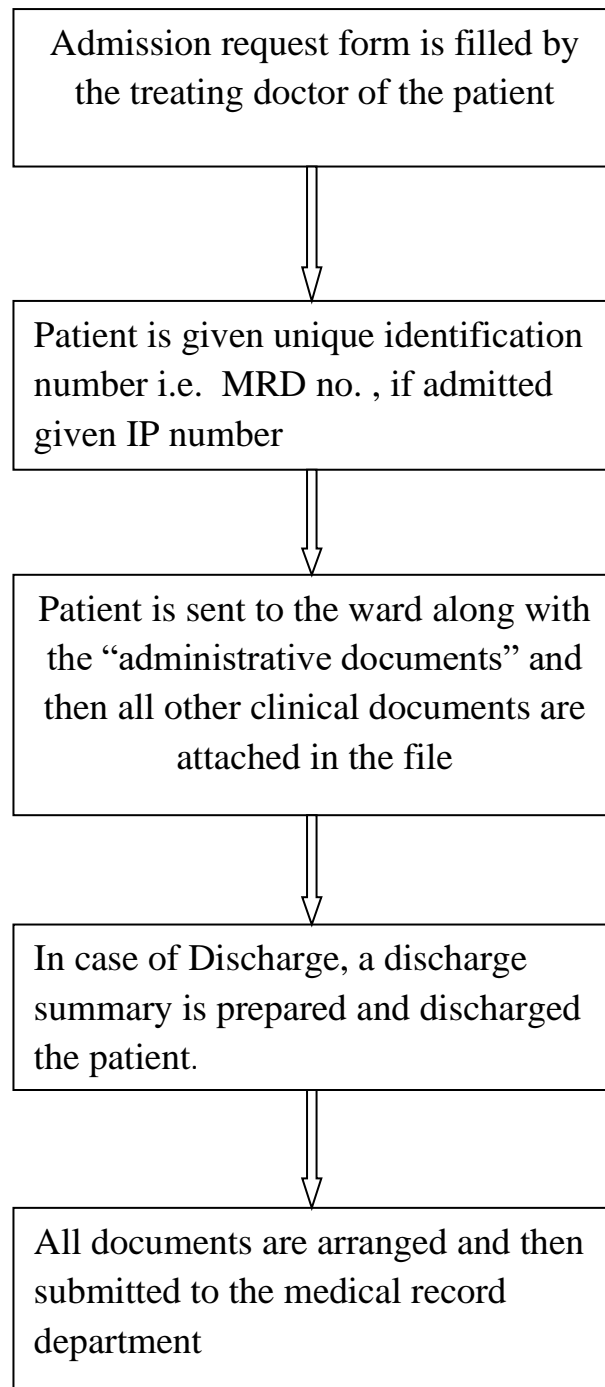 Admission request form is filled by
the treating doctor of the patient
Patient is given unique identification
number i.e. MRD no. , if admitted
given IP number
Patient is sent to the ward along with
the “administrative documents” and
then all other clinical documents are
attached in the file
In case of Discharge, a discharge
summary is prepared and discharged
the patient.
All documents are arranged and then
submitted to the medical record
department